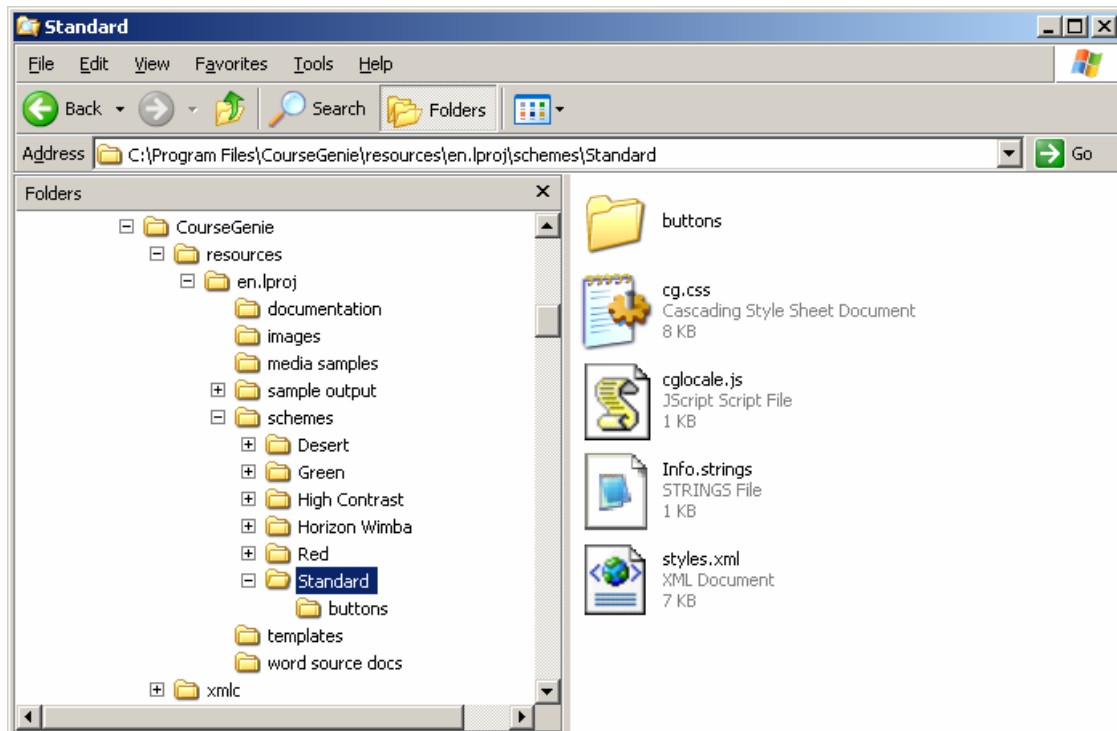 Standard
File Edit View Favorites Tools Help
Back Search Folders
Address C:\Program Files\CourseGenie\resources\en.lproj\schemes\Standard Go
Folders
CourseGenie
resources
en.lproj
documentation
images
media samples
sample output
schemes
Desert
Green
High Contrast
Horizon Wimba
Red
Standard
buttons
templates
word source docs
xmlc
buttons
cg.css
Cascading Style Sheet Document
8 KB
cglocale.js
JScript Script File
1 KB
Info.strings
STRINGS File
1 KB
styles.xml
XML Document
7 KB